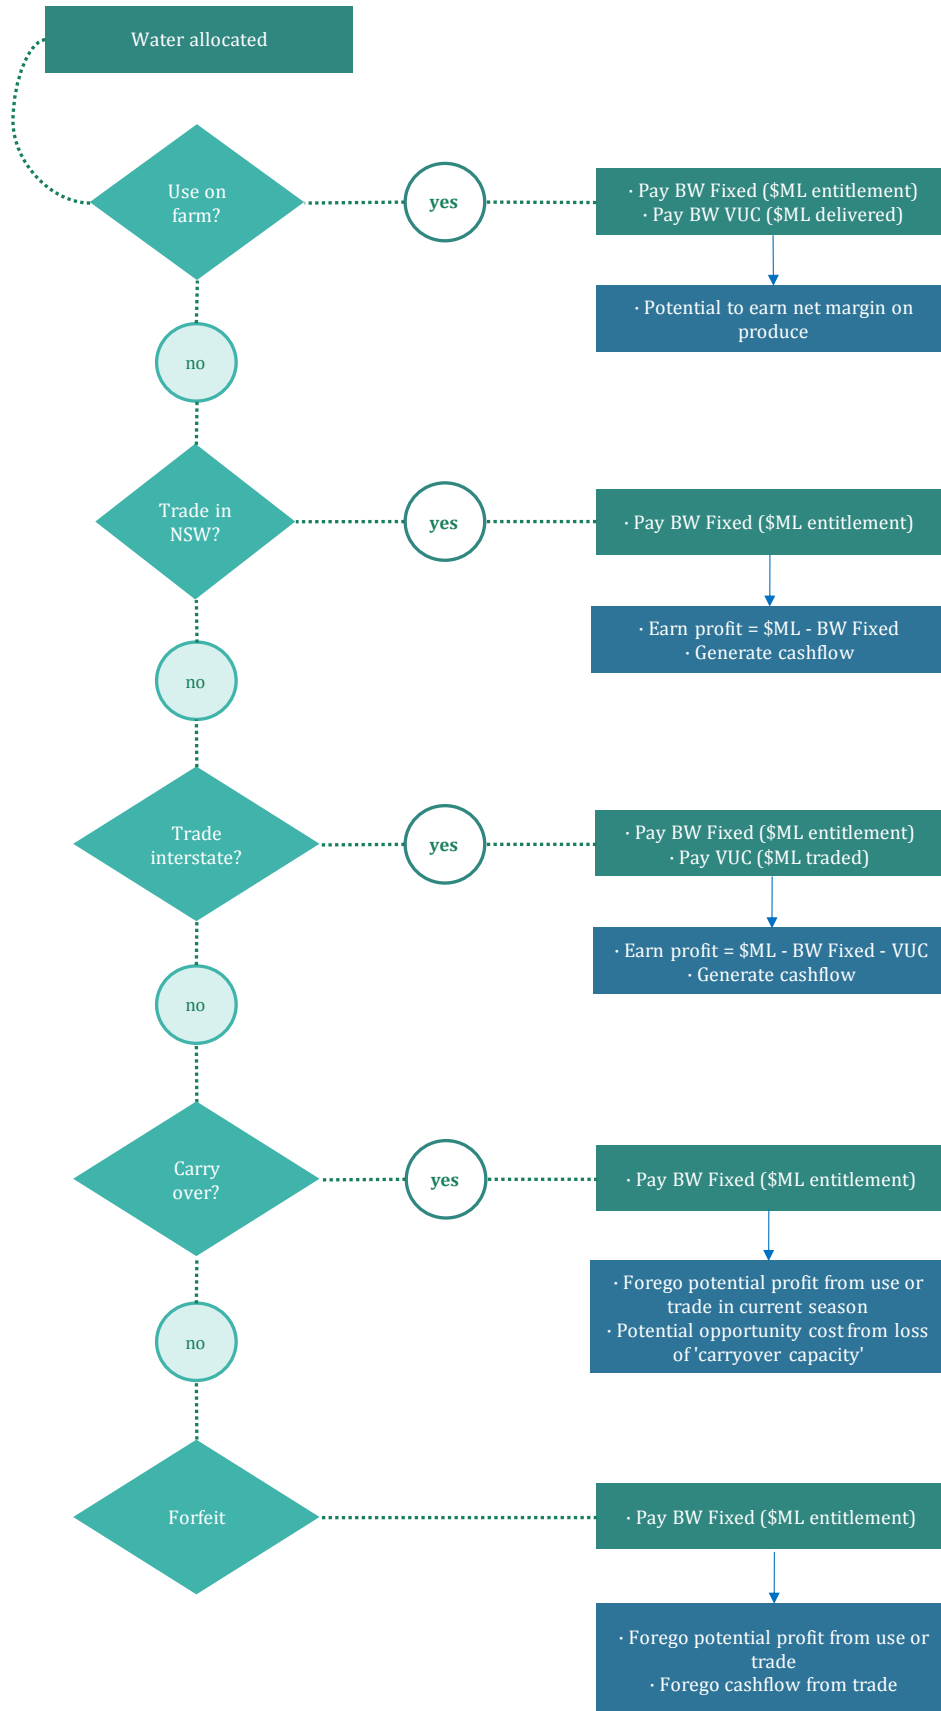 Water allocated
Use on
farm?
yes
· Pay BW Fixed ($ML entitlement)
· Pay BW VUC ($ML delivered)
· Potential to earn net margin on
produce
no
Trade in
NSW?
yes
· Pay BW Fixed ($ML entitlement)
· Earn profit = $ML - BW Fixed
· Generate cashflow
no
Trade
interstate?
yes
· Pay BW Fixed ($ML entitlement)
· Pay VUC ($ML traded)
· Earn profit = $ML - BW Fixed - VUC
· Generate cashflow
no
Carry
over?
yes
· Pay BW Fixed ($ML entitlement)
· Forego potential profit from use or
trade in current season
· Potential opportunity cost from loss
of 'carryover capacity'
no
Forfeit
· Pay BW Fixed ($ML entitlement)
· Forego potential profit from use or
trade
· Forego cashflow from trade